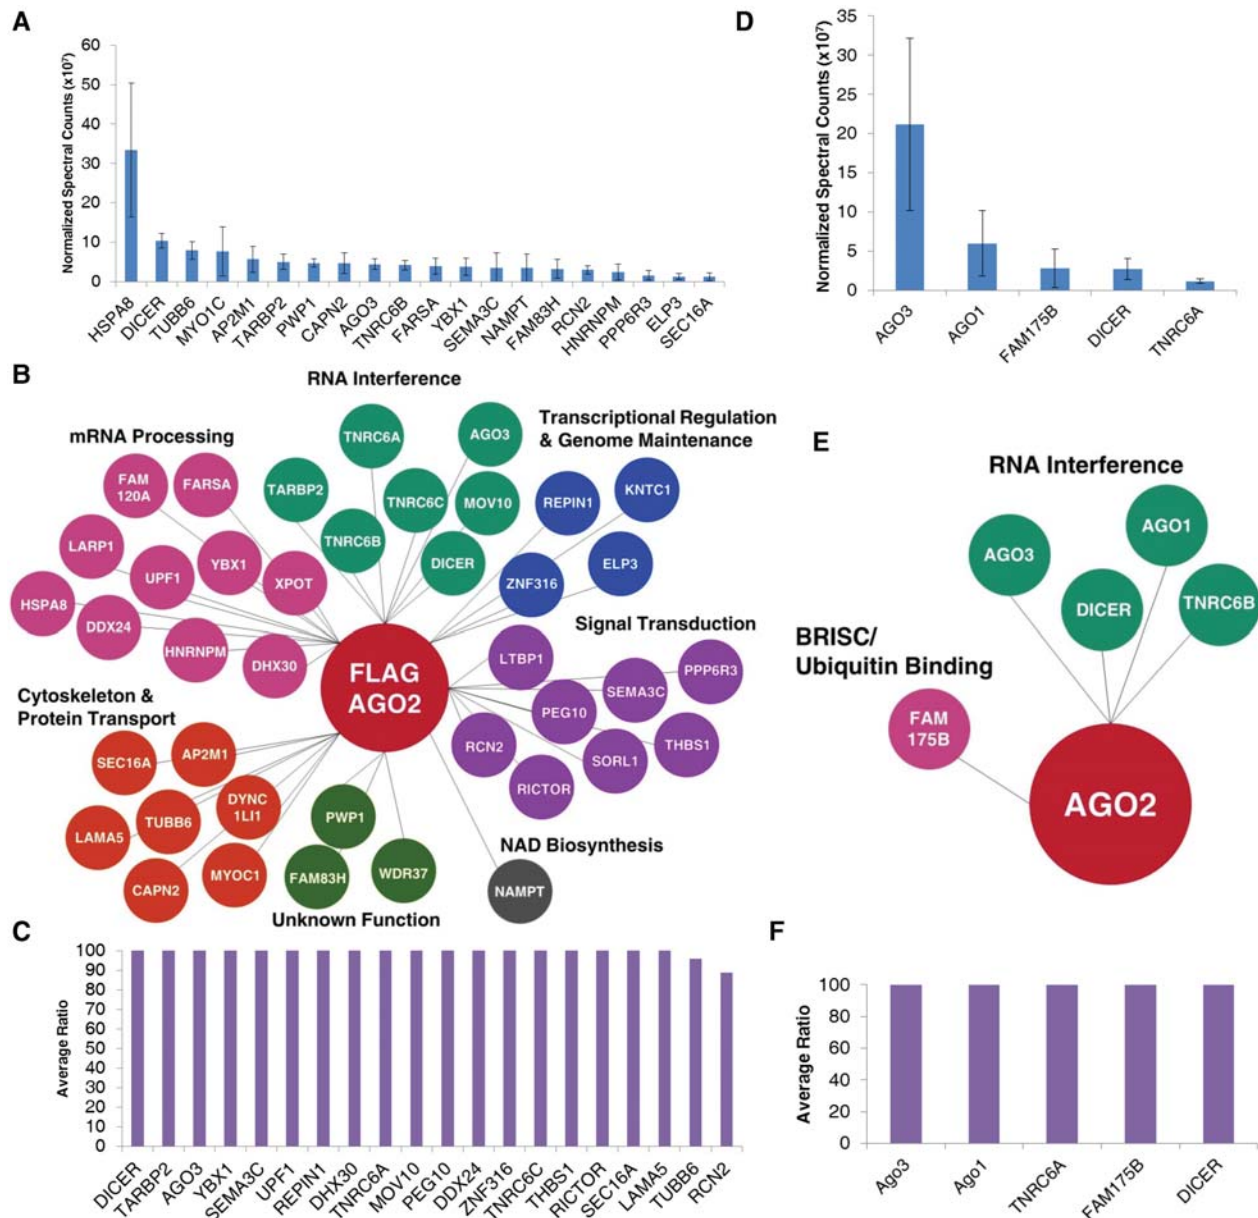 A
Normalized Spectral Counts (x10⁷)
60
50
40
30
20
10
0
HSPA8
DICER
TUBB6
MYO1C
AP2M1
TARBP2
PWP1
CAPN2
AGO3
TNRC6B
FARSA
YBX1
SEMA3C
NAMPT
FAM83H
RCN2
HNRNPM
PPP6R3
ELP3
SEC16A
D
Normalized Spectral Counts (x10⁷)
35
30
25
20
15
10
5
0
AGO3
AGO1
FAM175B
DICER
TNRC6A
B
RNA Interference
mRNA Processing
Transcriptional Regulation
& Genome Maintenance
TNRC6A
AGO3
FAM
120A
FARSA
TARBP2
TNRC6C
MOV10
REPIN1
KNTC1
LARP1
TNRC6B
YBX1
UPF1
XPOT
DICER
ZNF316
ELP3
HSPA8
DDX24
HNRNPM
DHX30
FLAG
AGO2
Signal Transduction
LTBP1
PPP6R3
SEMA3C
PEG10
RCN2
THBS1
SORL1
RICTOR
Cytoskeleton &
Protein Transport
SEC16A
AP2M1
DYNC
1LI1
TUBB6
LAMA5
CAPN2
MYOC1
PWP1
FAM83H
WDR37
Unknown Function
NAD Biosynthesis
NAMPT
E
RNA Interference
AGO1
AGO3
DICER
TNRC6B
BRISC/
Ubiquitin Binding
FAM
175B
AGO2
C
Average Ratio
100
90
80
70
60
50
40
30
20
10
0
DICER
TARBP2
AGO3
YBX1
SEMA3C
UPF1
REPIN1
DHX30
TNRC6A
MOV10
PEG10
DDX24
ZNF316
TNRC6C
THBS1
RICTOR
SEC16A
LAMA5
TUBB6
RCN2
F
Average Ratio
100
80
60
40
20
0
Ago3
Ago1
TNRC6A
FAM175B
DICER